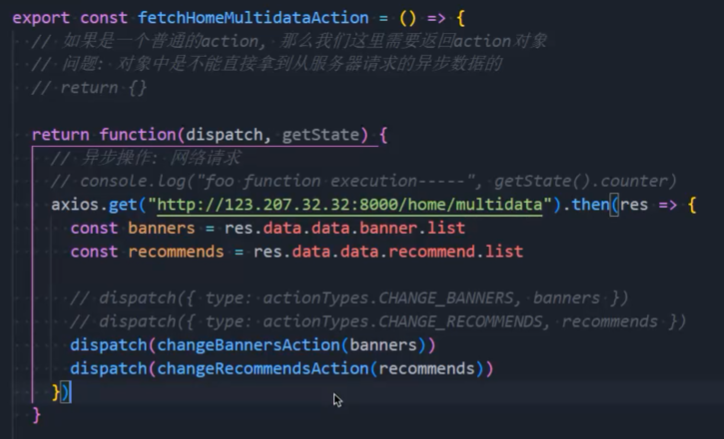 export const fetchHomeMultidataAction = () => {
// 如果是一个普通的action, 那么我们这里需要返回action对象
// 问题: 对象中是不能直接拿到从服务器请求的异步数据的
// return {}
return function(dispatch, getState) {
// 异步操作: 网络请求
// console.log("foo function execution-----", getState().counter)
axios.get("http://123.207.32.32:8000/home/multidata").then(res => {
const banners = res.data.data.banner.list
const recommends = res.data.data.recommend.list
// dispatch({ type: actionTypes.CHANGE_BANNERS, banners })
// dispatch({ type: actionTypes.CHANGE_RECOMMENDS, recommends })
dispatch(changeBannersAction(banners))
dispatch(changeRecommendsAction(recommends))
})
}